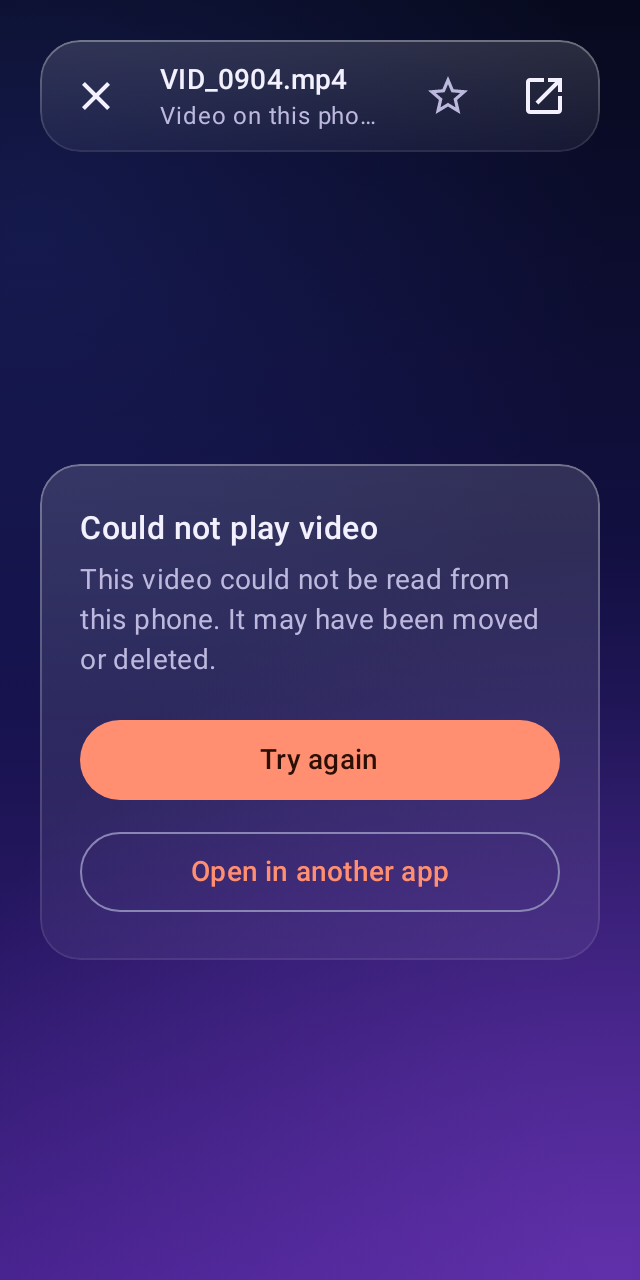 VID_0904.mp4
Video on this pho…
Could not play video
This video could not be read from
this phone. It may have been moved
or deleted.
Try again
Open in another app